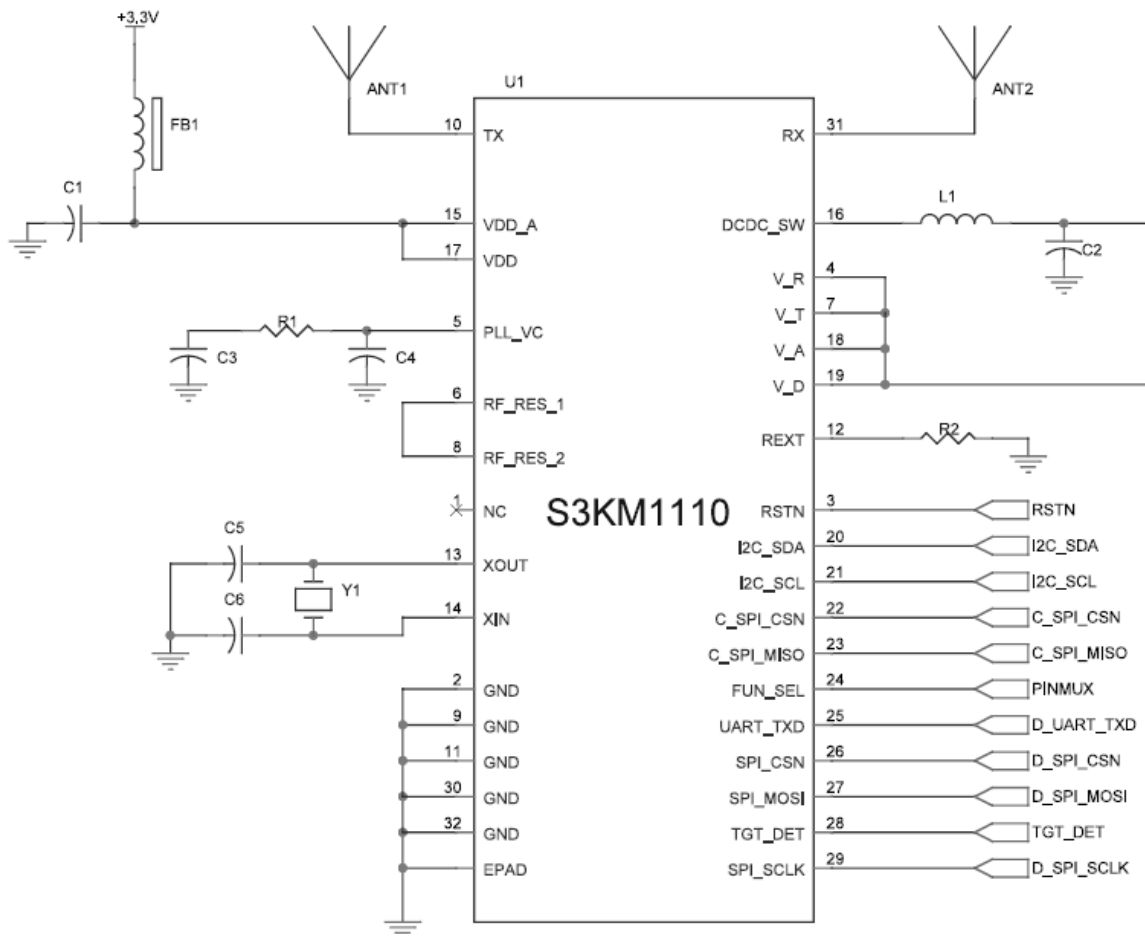 +3,3V
FB1
C1
ANT1
U1
ANT2
10 TX
RX 31
15 VDD_A
17 VDD
DCDC_SW 16
L1
C2
V_R 4
V_T 7
V_A 18
V_D 19
5 PLL_VC
R1
C3
C4
6 RF_RES_1
8 RF_RES_2
REXT 12
R2
1 NC
S3KM1110
RSTN 3 RSTN
I2C_SDA 20 I2C_SDA
I2C_SCL 21 I2C_SCL
C_SPI_CSN 22 C_SPI_CSN
C_SPI_MISO 23 C_SPI_MISO
FUN_SEL 24 PINMUX
UART_TXD 25 D_UART_TXD
SPI_CSN 26 D_SPI_CSN
SPI_MOSI 27 D_SPI_MOSI
TGT_DET 28 TGT_DET
SPI_SCLK 29 D_SPI_SCLK
C5
13 XOUT
Y1
C6
14 XIN
2 GND
9 GND
11 GND
30 GND
32 GND
EPAD